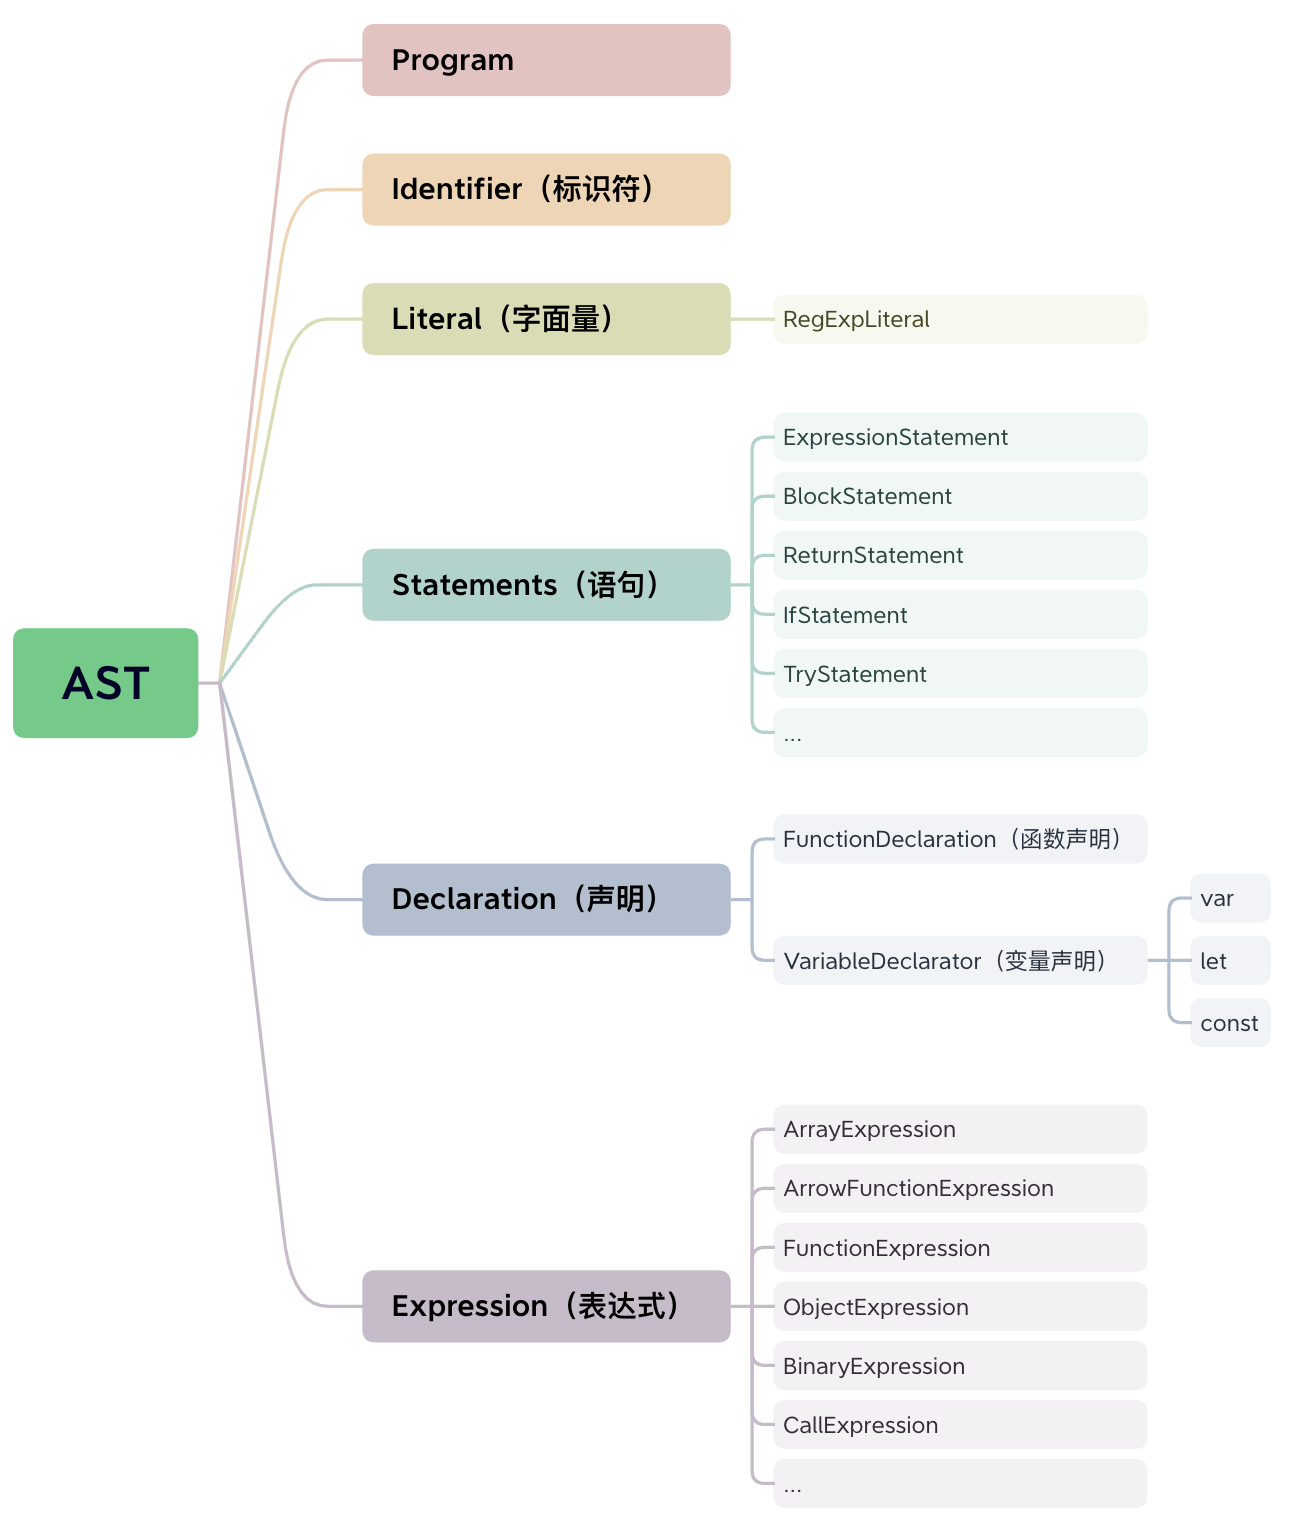 AST
Program
Identifier（标识符）
Literal（字面量）
RegExpLiteral
Statements（语句）
ExpressionStatement
BlockStatement
ReturnStatement
IfStatement
TryStatement
...
Declaration（声明）
FunctionDeclaration（函数声明）
VariableDeclarator（变量声明）
var
let
const
Expression（表达式）
ArrayExpression
ArrowFunctionExpression
FunctionExpression
ObjectExpression
BinaryExpression
CallExpression
...